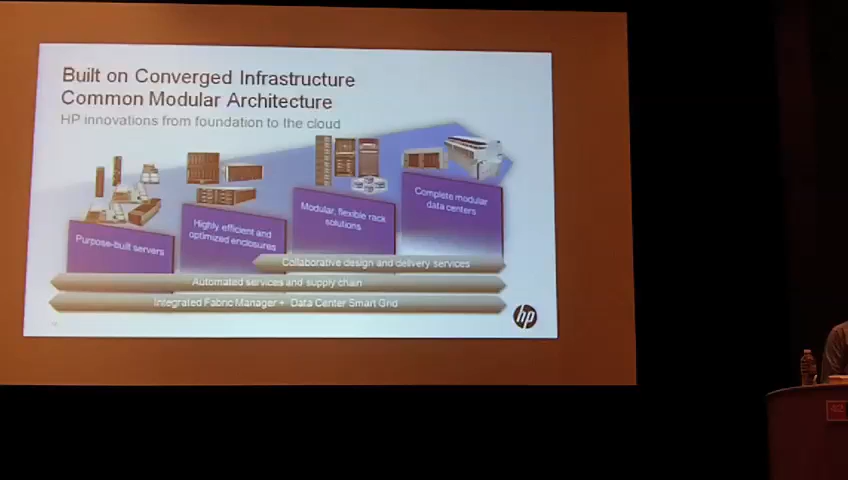 Built on Converged Infrastructure
Common Modular Architecture
HP innovations from foundation to the cloud
Purpose-built servers
Highly efficient and
optimized enclosures
Modular, flexible rack
solutions
Complete modular
data centers
Collaborative design and delivery services
Automated services and supply chain
Integrated Fabric Manager + Data Center Smart Grid
hp